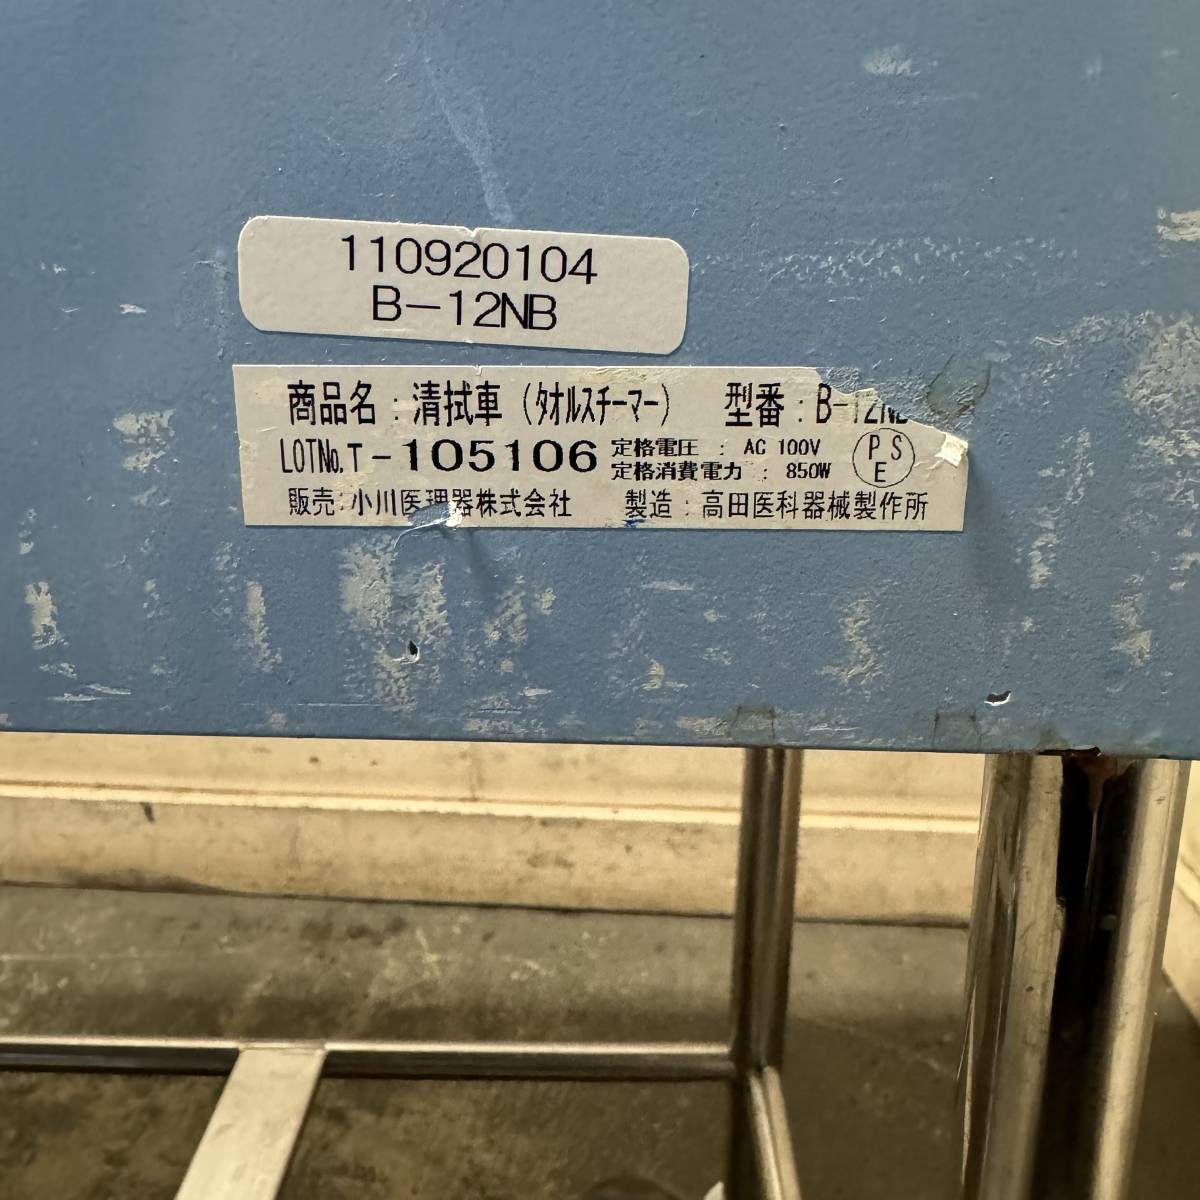 110920104
B-12NB
商品名：清拭車（タオルスチーマー） 型番：B-12NB
LOTNo.T-105106 定格電圧 ： AC 100V
定格消費電力 ： 850W
PSE
販売：小川医理器株式会社 製造：高田医科器械製作所